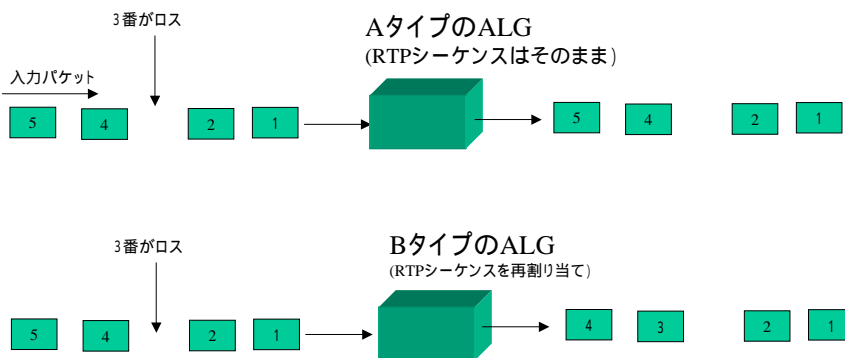 3番がロス
AタイプのALG
(RTPシーケンスはそのまま)
入力パケット
5 4 2 1 5 4 2 1
3番がロス
BタイプのALG
(RTPシーケンスを再割り当て)
5 4 2 1 4 3 2 1